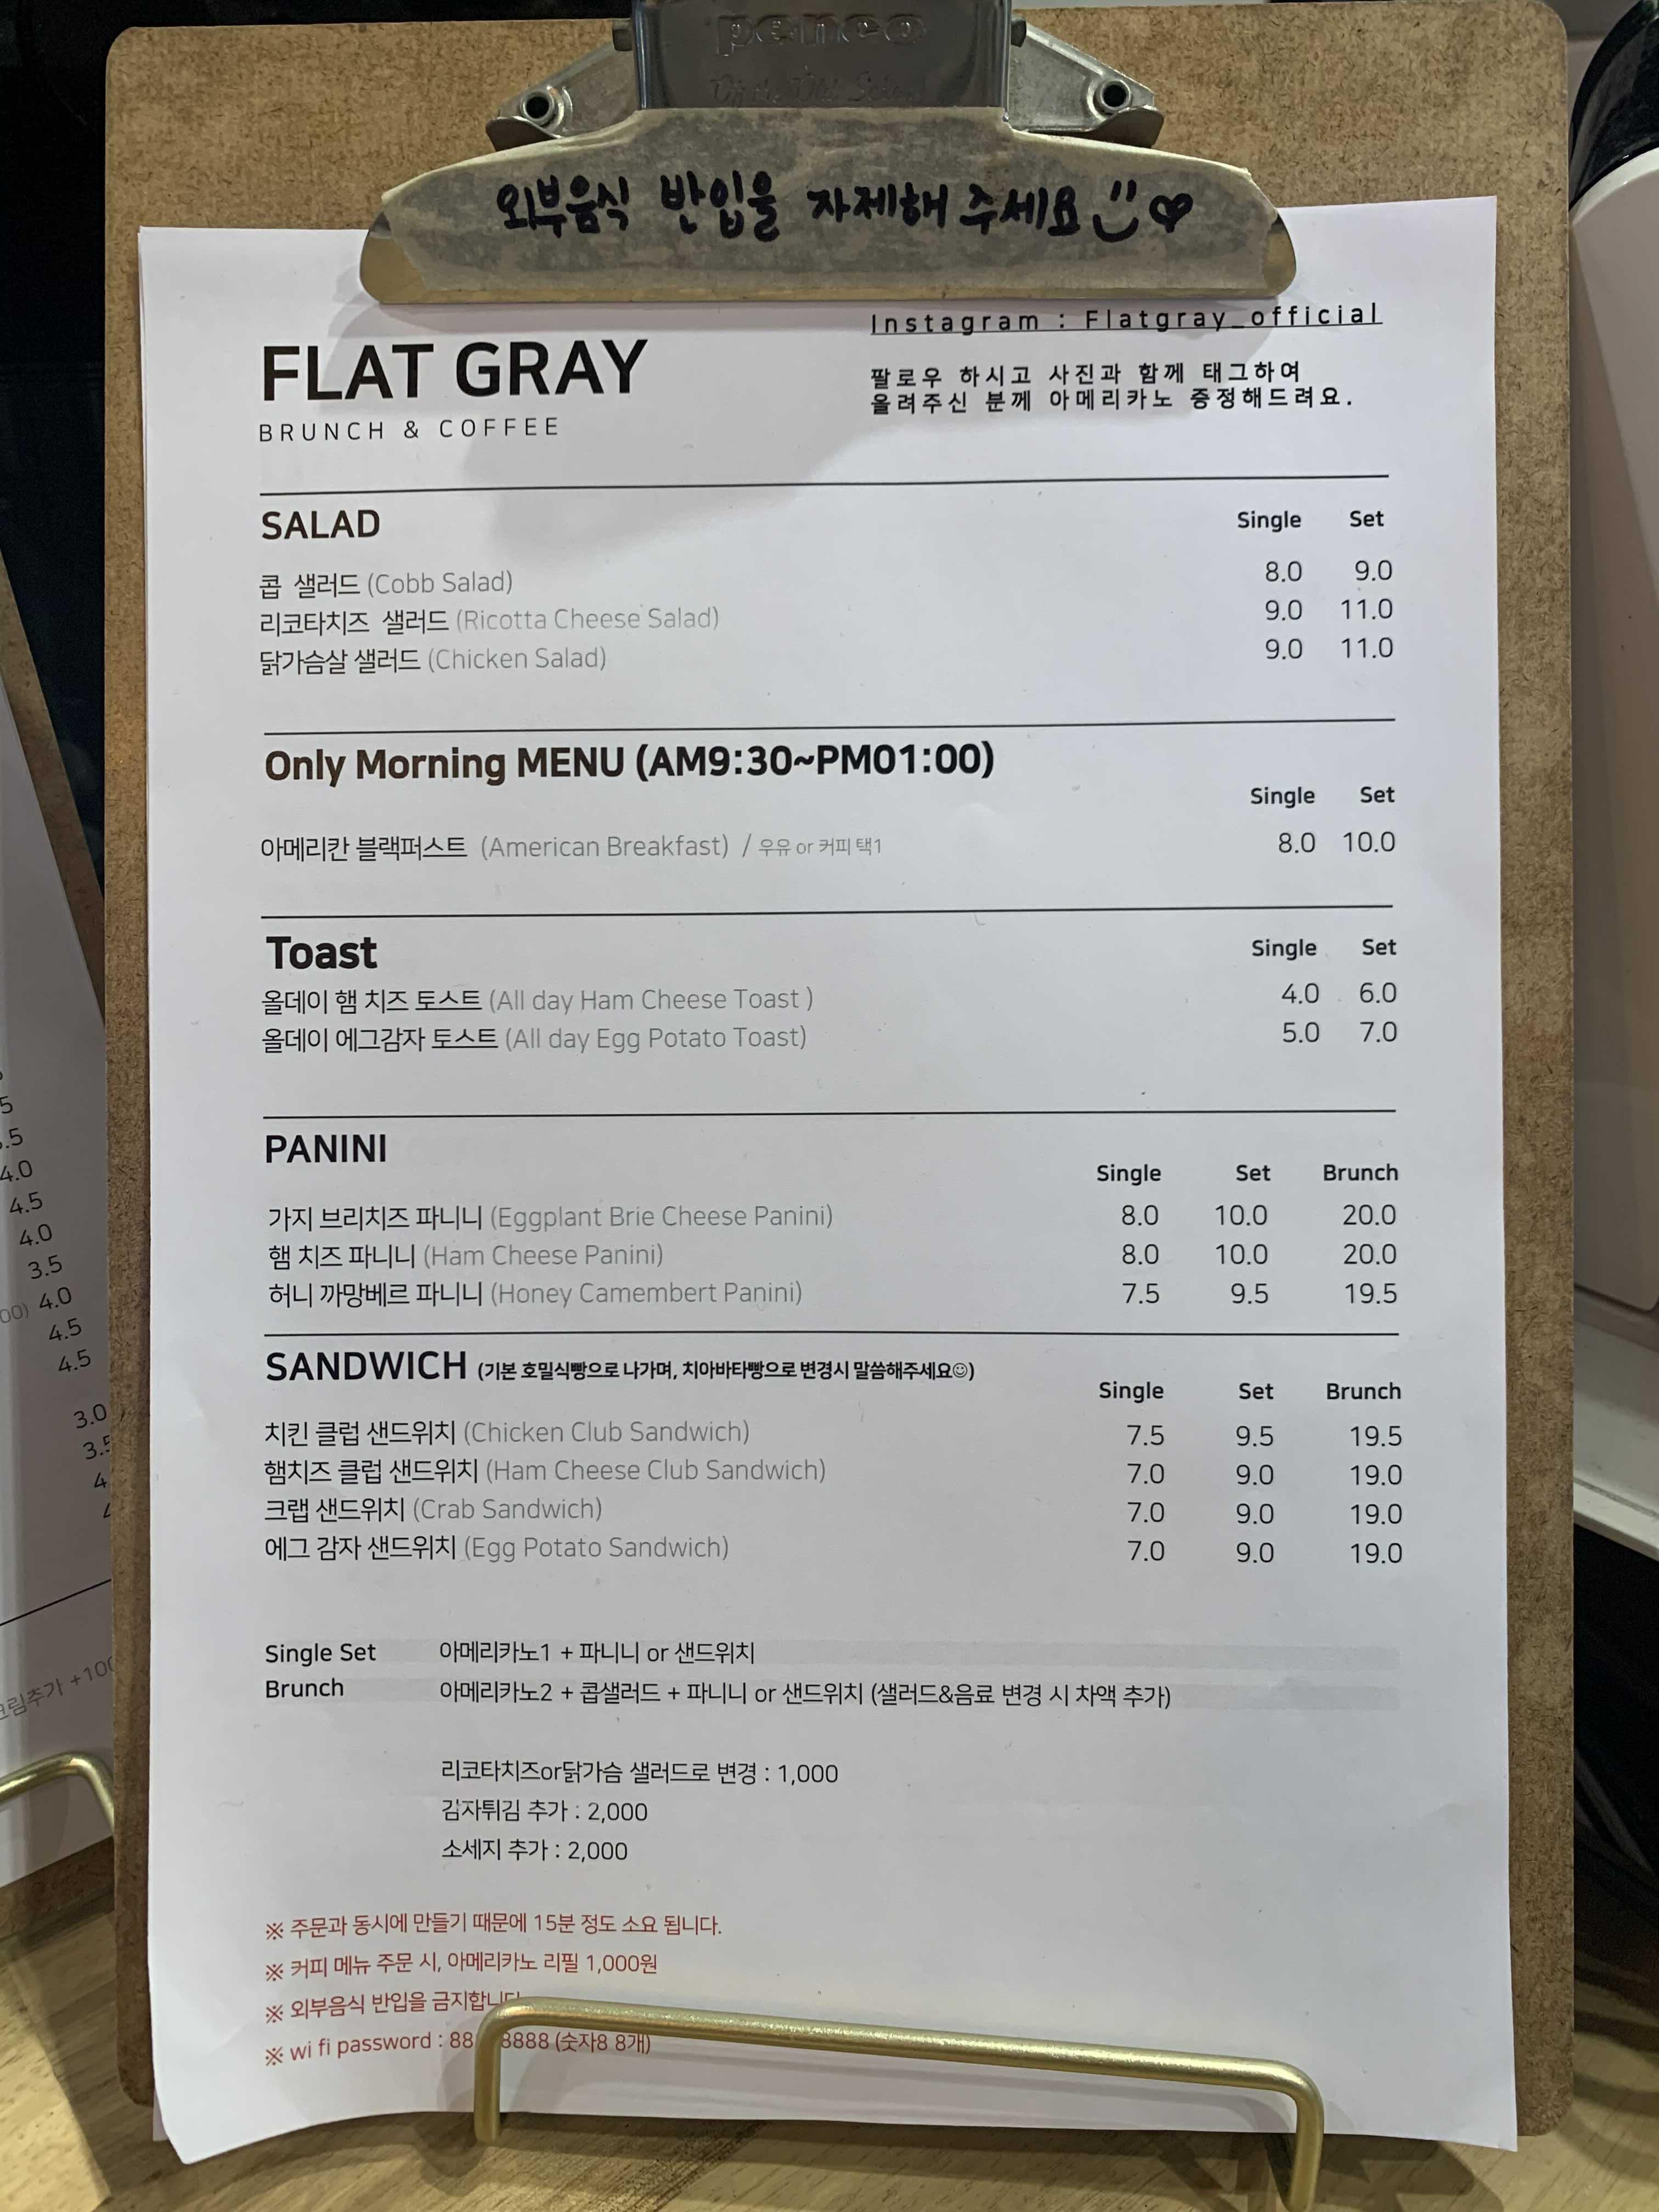 penco
외부음식 반입을 자제해 주세요
Instagram : Flatgray_official
FLAT GRAY
팔로우 하시고 사진과 함께 태그하여
올려주신 분께 아메리카노 증정해드려요.
BRUNCH & COFFEE
SALAD Single Set
콥 샐러드 (Cobb Salad) 8.0 9.0
리코타치즈 샐러드 (Ricotta Cheese Salad) 9.0 11.0
닭가슴살 샐러드 (Chicken Salad) 9.0 11.0
Only Morning MENU (AM9:30~PM01:00)
Single Set
아메리칸 블랙퍼스트 (American Breakfast) / 우유 or 커피 택1 8.0 10.0
Toast Single Set
올데이 햄 치즈 토스트 (All day Ham Cheese Toast ) 4.0 6.0
올데이 에그감자 토스트 (All day Egg Potato Toast) 5.0 7.0
PANINI
Single Set Brunch
가지 브리치즈 파니니 (Eggplant Brie Cheese Panini) 8.0 10.0 20.0
햄 치즈 파니니 (Ham Cheese Panini) 8.0 10.0 20.0
허니 까망베르 파니니 (Honey Camembert Panini) 7.5 9.5 19.5
SANDWICH (기본 호밀식빵으로 나가며, 치아바타빵으로 변경시 말씀해주세요☺)
Single Set Brunch
치킨 클럽 샌드위치 (Chicken Club Sandwich) 7.5 9.5 19.5
햄치즈 클럽 샌드위치 (Ham Cheese Club Sandwich) 7.0 9.0 19.0
크랩 샌드위치 (Crab Sandwich) 7.0 9.0 19.0
에그 감자 샌드위치 (Egg Potato Sandwich) 7.0 9.0 19.0
Single Set 아메리카노1 + 파니니 or 샌드위치
Brunch 아메리카노2 + 콥샐러드 + 파니니 or 샌드위치 (샐러드&음료 변경 시 차액 추가)
리코타치즈or닭가슴 샐러드로 변경 : 1,000
감자튀김 추가 : 2,000
소세지 추가 : 2,000
※ 주문과 동시에 만들기 때문에 15분 정도 소요 됩니다.
※ 커피 메뉴 주문 시, 아메리카노 리필 1,000원
※ 외부음식 반입을 금지합니다
※ wi fi password : 88 8888 (숫자8 8개)
4.0
4.5
4.0
3.5
4.0
4.5
4.5
3.0